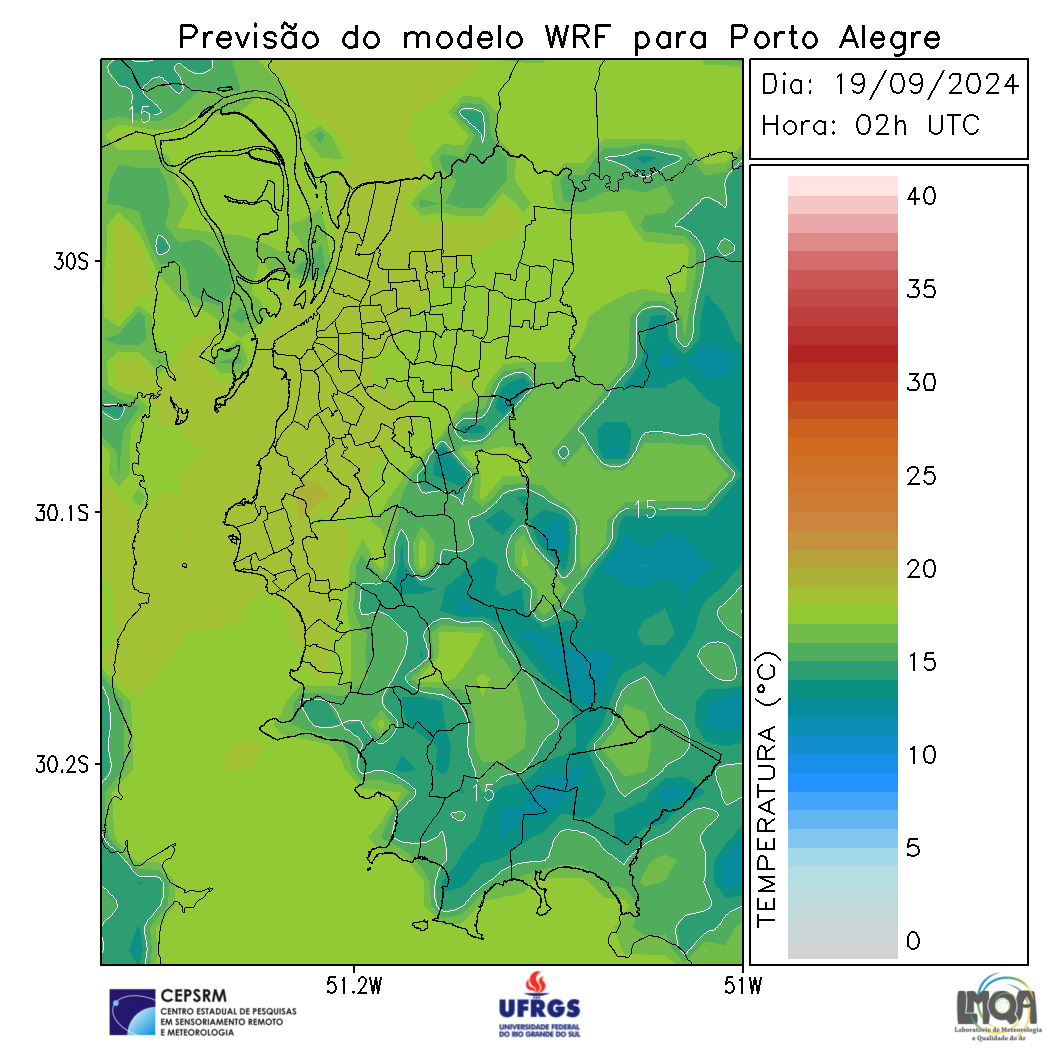 Previsão do modelo WRF para Porto Alegre
Dia: 19/09/2024
Hora: 02h UTC
15
30S
30.1S
30.2S
15
15
51.2W
51W
TEMPERATURA (°C)
40
35
30
25
20
15
10
5
0
CEPSRM
CENTRO ESTADUAL DE PESQUISAS
EM SENSORIAMENTO REMOTO
E METEOROLOGIA
UFRGS
UNIVERSIDADE FEDERAL
DO RIO GRANDE DO SUL
LMQA
Laboratório de Meteorologia
e Qualidade do Ar